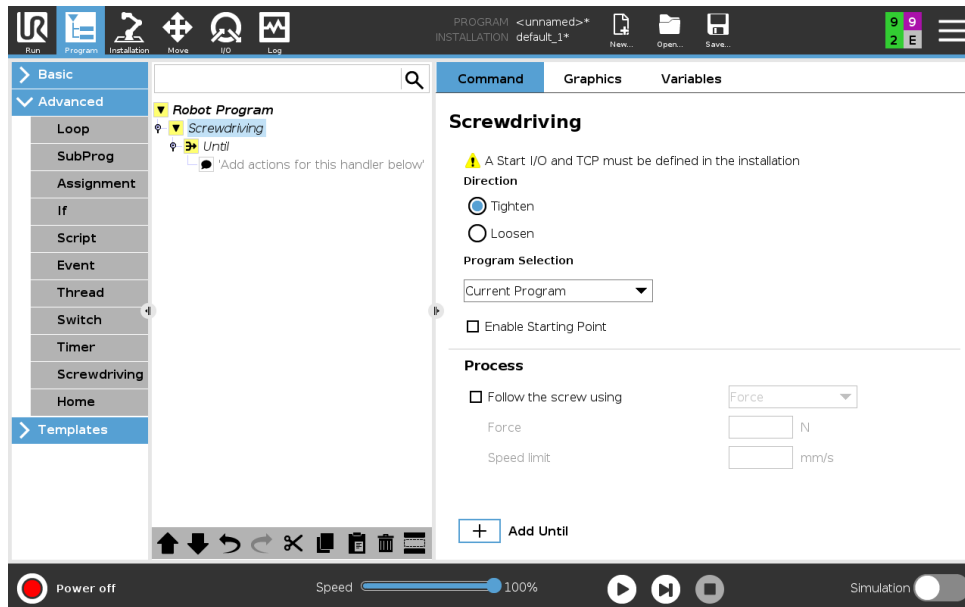 PROGRAM <unnamed>*
INSTALLATION default_1*
UR
Run
Program
Installation
Move
I/O
Log
New...
Open...
Save...
9 9
2 E
Basic
Advanced
Loop
SubProg
Assignment
If
Script
Event
Thread
Switch
Timer
Screwdriving
Home
Templates
Robot Program
Screwdriving
Until
'Add actions for this handler below'
Command Graphics Variables
Screwdriving
A Start I/O and TCP must be defined in the installation
Direction
Tighten
Loosen
Program Selection
Current Program
Enable Starting Point
Process
Follow the screw using Force
Force N
Speed limit mm/s
+ Add Until
Power off
Speed 100%
Simulation